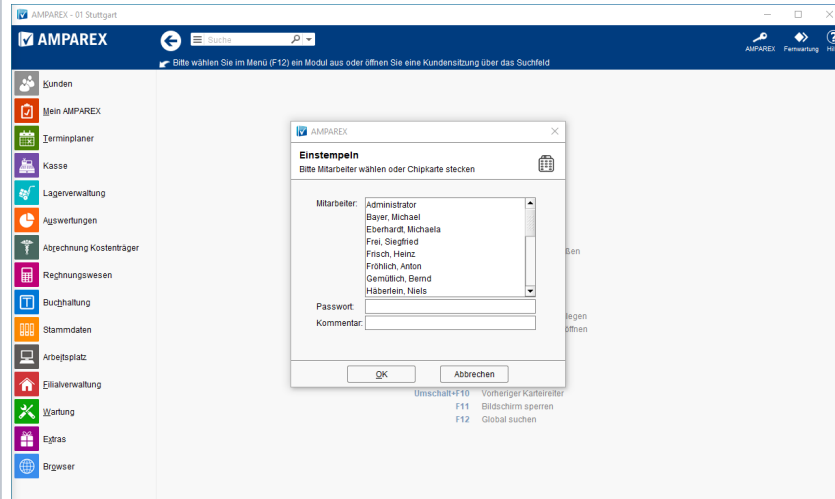 AMPAREX - 01 Stuttgart
AMPAREX
Suche
AMPAREX
Fernwartung
Bitte wählen Sie im Menü (F12) ein Modul aus oder öffnen Sie eine Kundensitzung über das Suchfeld
Kunden
Mein AMPAREX
Terminplaner
Kasse
Lagerverwaltung
Auswertungen
Abrechnung Kostenträger
Rechnungswesen
Buchhaltung
Stammdaten
Arbeitsplatz
Filialverwaltung
Wartung
Extras
Browser
AMPAREX
Einstempeln
Bitte Mitarbeiter wählen oder Chipkarte stecken
Mitarbeiter:
Administrator
Bayer, Michael
Eberhardt, Michaela
Frei, Siegfried
Frisch, Heinz
Fröhlich, Anton
Gemütlich, Bernd
Häberlein, Niels
Passwort:
Kommentar:
OK Abbrechen
ßen
legen
öffnen
Umschalt+F10 Vorheriger Karteireiter
F11 Bildschirm sperren
F12 Global suchen